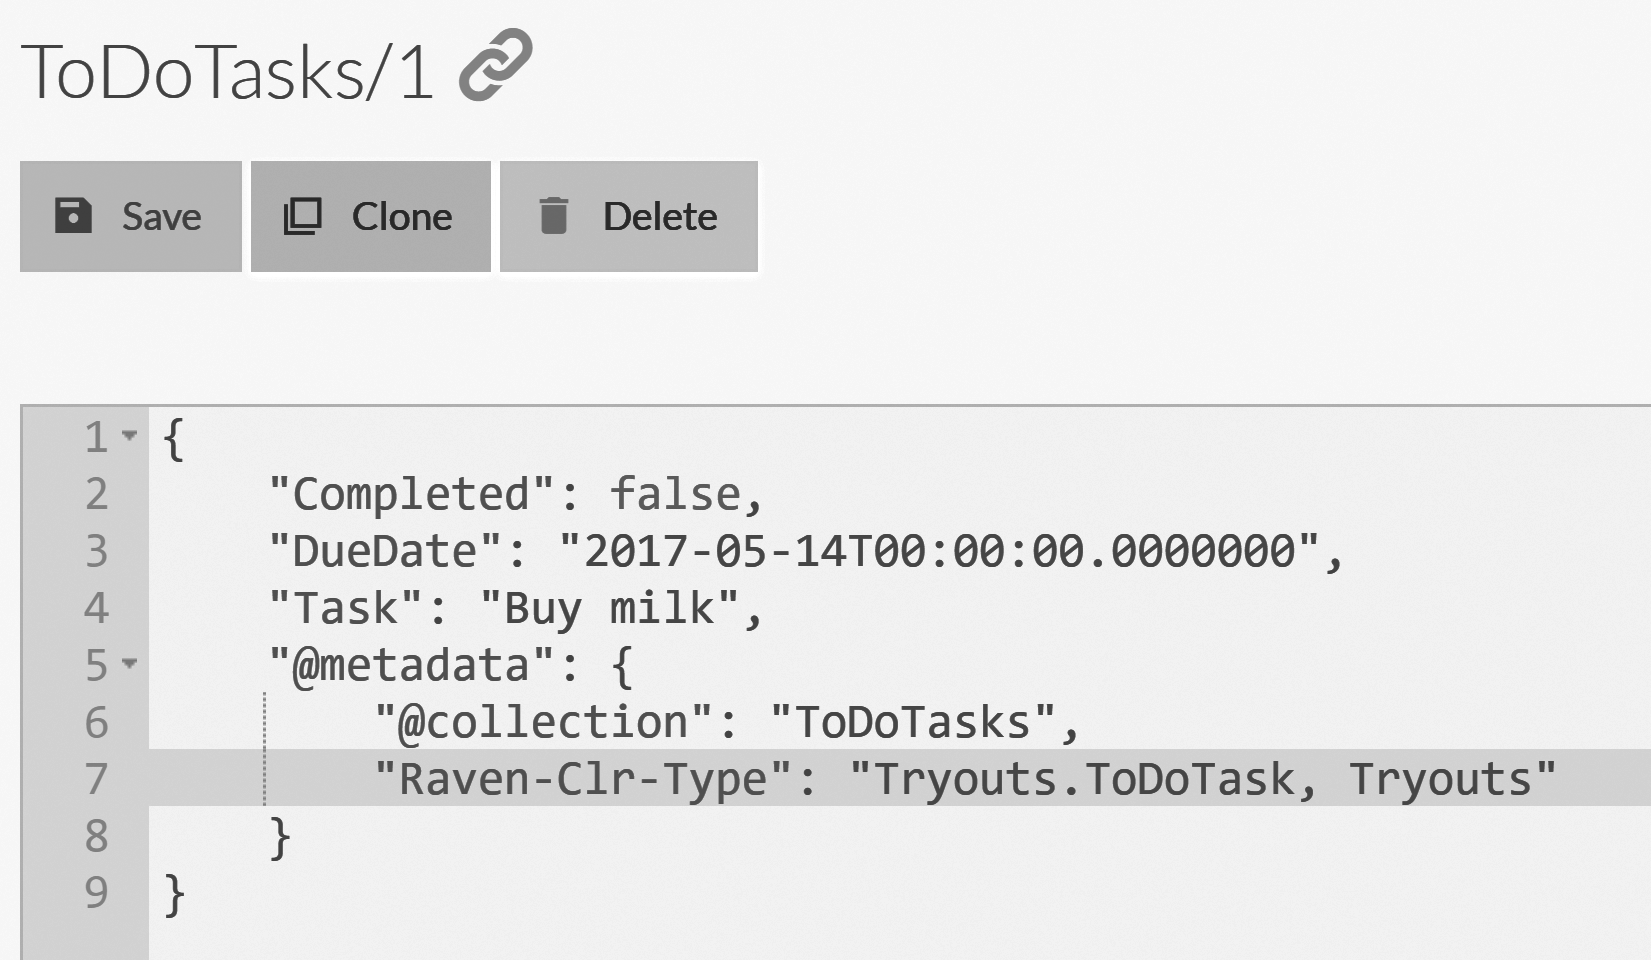 ToDoTasks/1
Save Clone Delete
1 {
2 "Completed": false,
3 "DueDate": "2017-05-14T00:00:00.0000000",
4 "Task": "Buy milk",
5 "@metadata": {
6 "@collection": "ToDoTasks",
7 "Raven-Clr-Type": "Tryouts.ToDoTask, Tryouts"
8 }
9 }